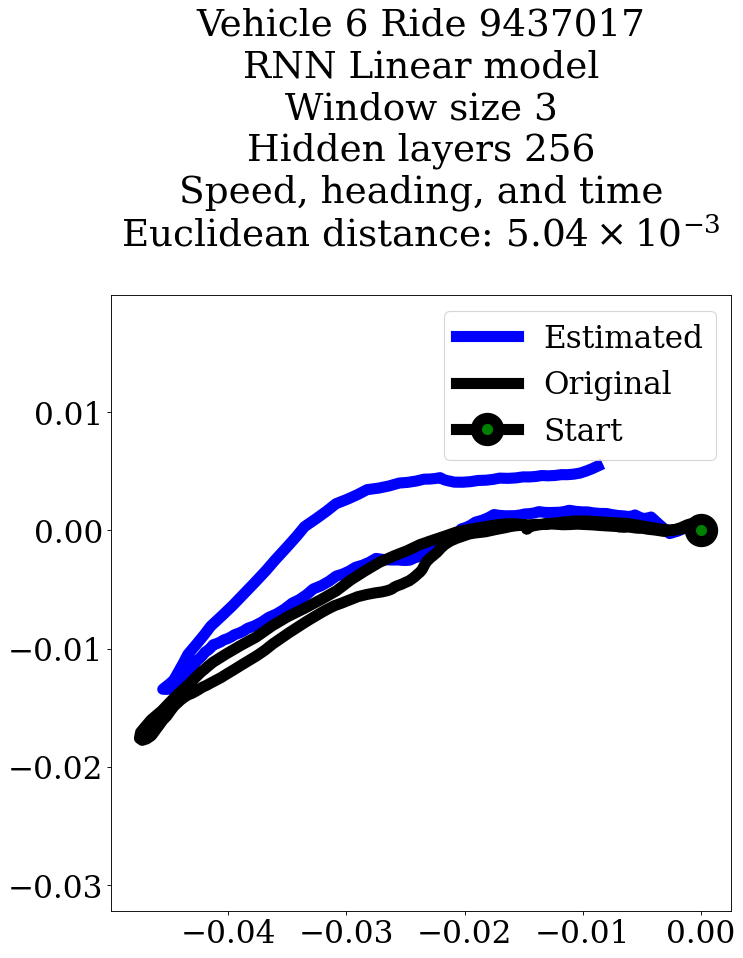 Vehicle 6 Ride 9437017
RNN Linear model
Window size 3
Hidden layers 256
Speed, heading, and time
Euclidean distance: 5.04 × 10⁻³
Estimated
Original
Start
0.01
0.00
−0.01
−0.02
−0.03
−0.04 −0.03 −0.02 −0.01 0.00